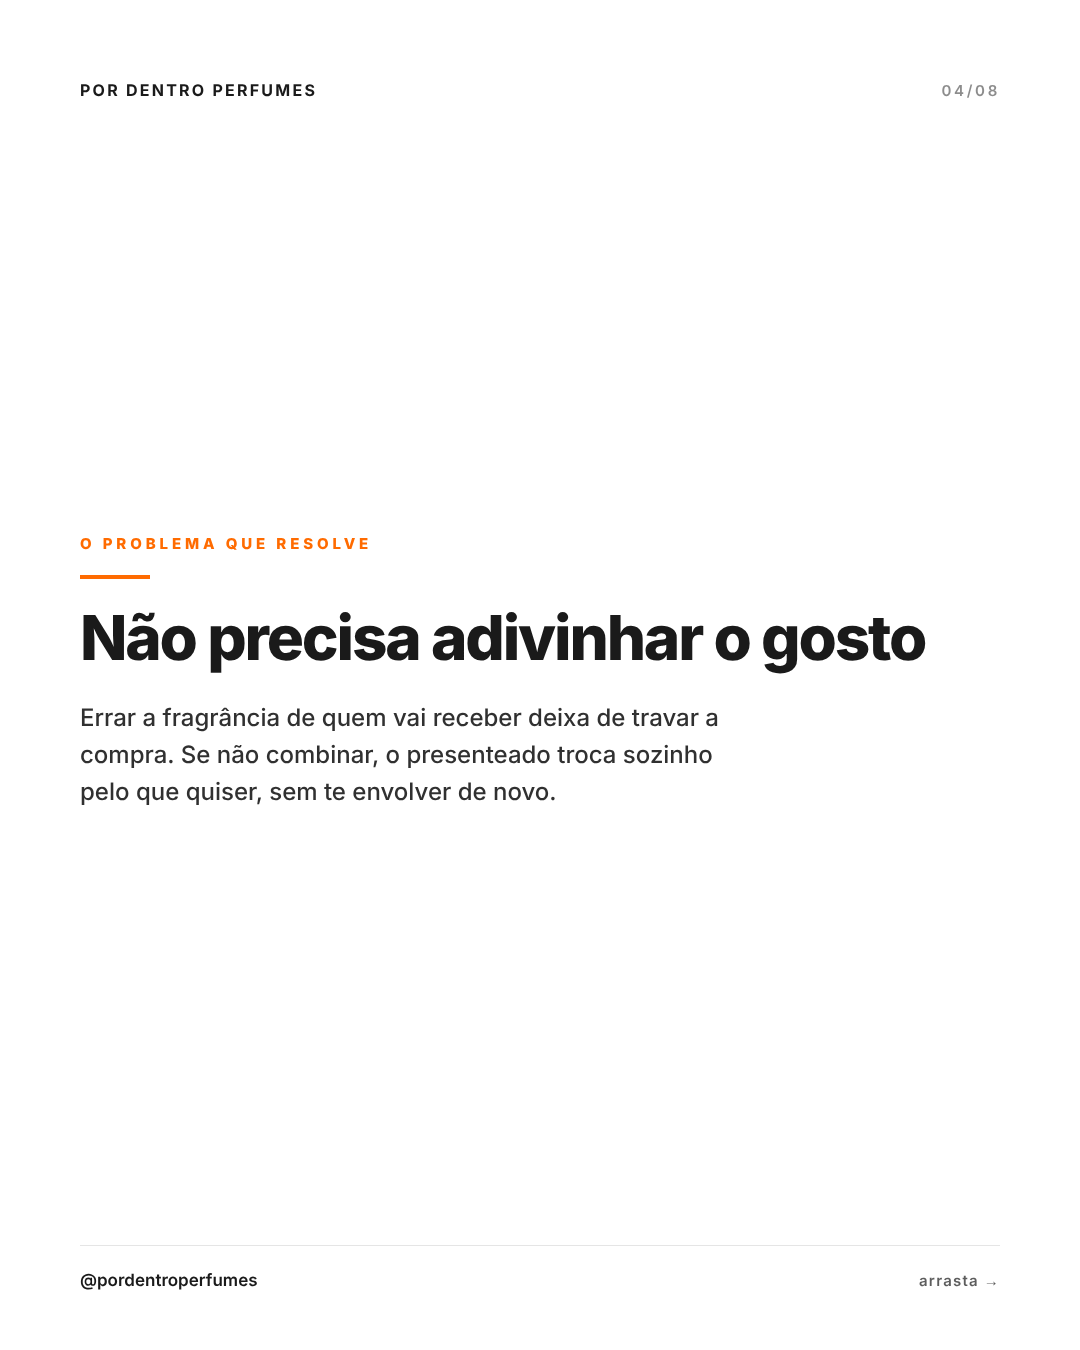 POR DENTRO PERFUMES
04/08
O PROBLEMA QUE RESOLVE
Não precisa adivinhar o gosto
Errar a fragrância de quem vai receber deixa de travar a
compra. Se não combinar, o presenteado troca sozinho
pelo que quiser, sem te envolver de novo.
@pordentroperfumes
arrasta →